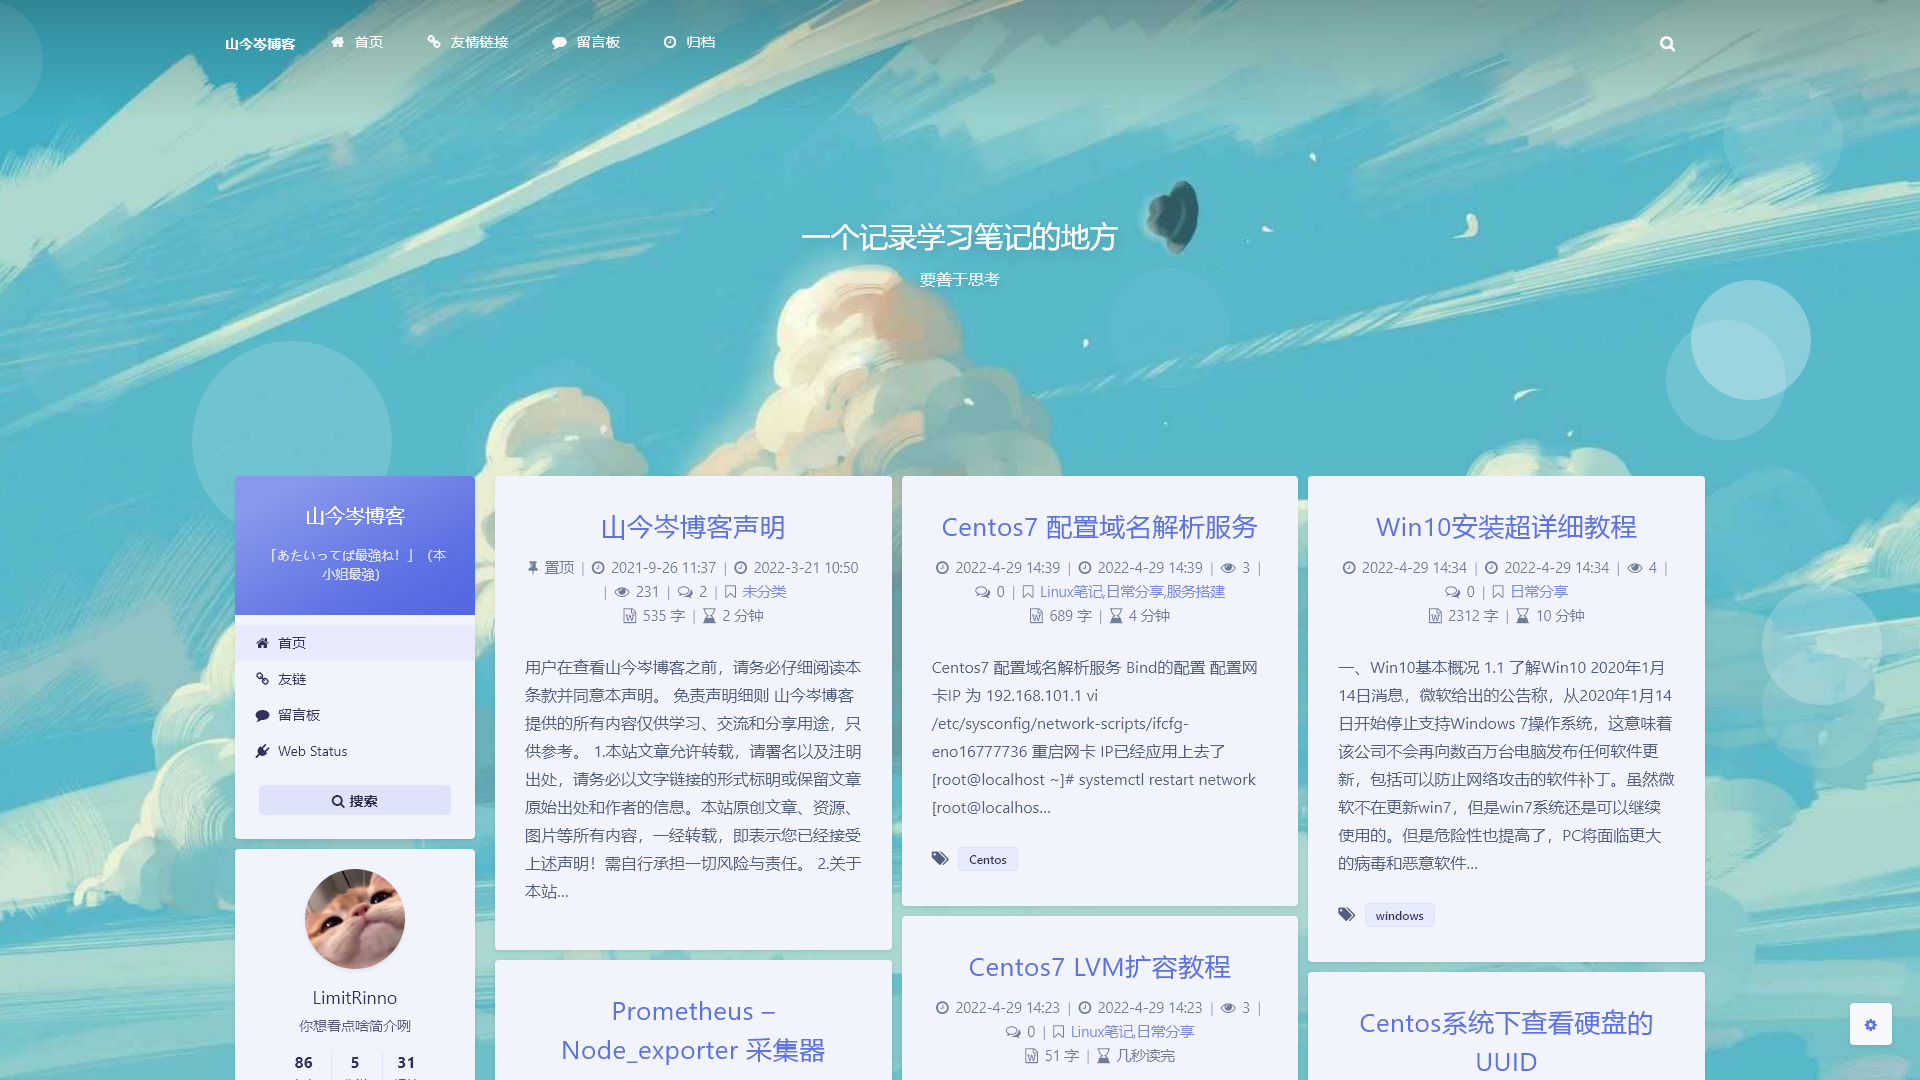 山今岑博客
首页
友情链接
留言板
归档
一个记录学习笔记的地方
要善于思考
山今岑博客
「あたいってば最強ね！」（本
小姐最強）
首页
友链
留言板
Web Status
搜索
LimitRinno
你想看点啥简介咧
86 5 31
山今岑博客声明
置顶 | 2021-9-26 11:37 | 2022-3-21 10:50
| 231 | 2 | 未分类
535 字 | 2 分钟
用户在查看山今岑博客之前，请务必仔细阅读本
条款并同意本声明。 免责声明细则 山今岑博客
提供的所有内容仅供学习、交流和分享用途，只
供参考。 1.本站文章允许转载，请署名以及注明
出处，请务必以文字链接的形式标明或保留文章
原始出处和作者的信息。本站原创文章、资源、
图片等所有内容，一经转载，即表示您已经接受
上述声明！需自行承担一切风险与责任。 2.关于
本站...
Prometheus –
Node_exporter 采集器
Centos7 配置域名解析服务
2022-4-29 14:39 | 2022-4-29 14:39 | 3 |
0 | Linux笔记,日常分享,服务搭建
689 字 | 4 分钟
Centos7 配置域名解析服务 Bind的配置 配置网
卡IP 为 192.168.101.1 vi
/etc/sysconfig/network-scripts/ifcfg-
eno16777736 重启网卡 IP已经应用上去了
[root@localhost ~]# systemctl restart network
[root@localhos...
Centos
Centos7 LVM扩容教程
2022-4-29 14:23 | 2022-4-29 14:23 | 3 |
0 | Linux笔记,日常分享
51 字 | 几秒读完
Win10安装超详细教程
2022-4-29 14:34 | 2022-4-29 14:34 | 4 |
0 | 日常分享
2312 字 | 10 分钟
一、Win10基本概况 1.1 了解Win10 2020年1月
14日消息，微软给出的公告称，从2020年1月14
日开始停止支持Windows 7操作系统，这意味着
该公司不会再向数百万台电脑发布任何软件更
新，包括可以防止网络攻击的软件补丁。虽然微
软不在更新win7，但是win7系统还是可以继续
使用的。但是危险性也提高了，PC将面临更大
的病毒和恶意软件...
windows
Centos系统下查看硬盘的
UUID